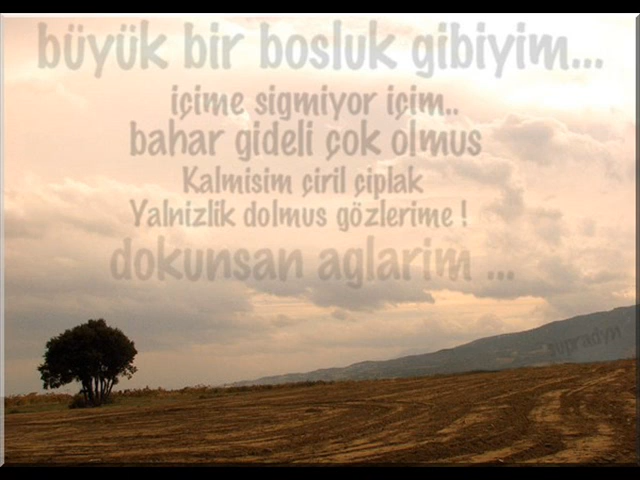 büyük bir bosluk gibiyim...
içime sigmiyor içim..
bahar gideli çok olmus
Kalmisim çiril çiplak
Yalnizlik dolmus gözlerime !
dokunsan aglarim ...
supradyn